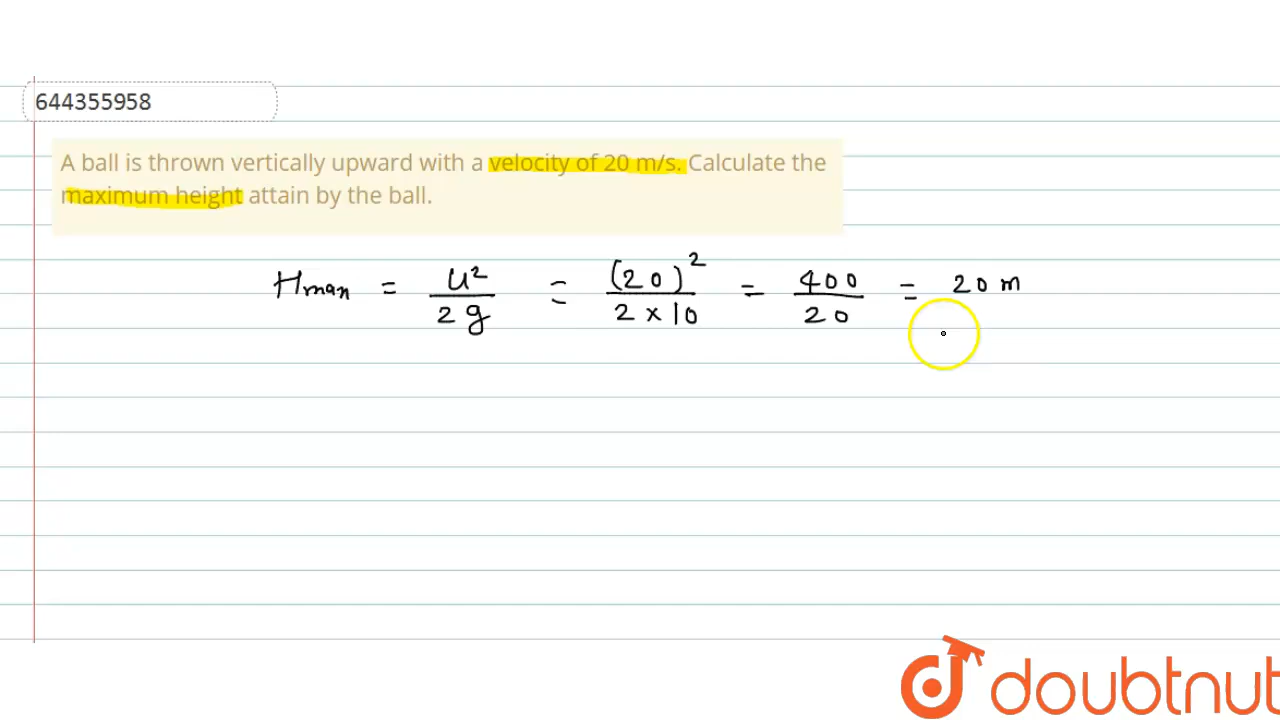 644355958
A ball is thrown vertically upward with a velocity of 20 m/s. Calculate the
maximum height attain by the ball.
Hmax = u²/2g = (20)²/2×10 = 400/20 = 20 m
doubtnut